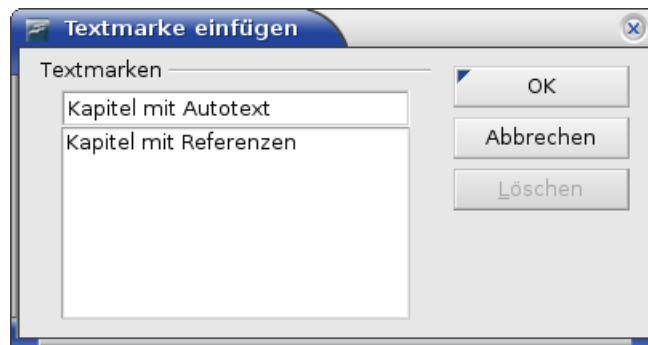 Textmarke einfügen
Textmarken
Kapitel mit Autotext
Kapitel mit Referenzen
OK
Abbrechen
Löschen